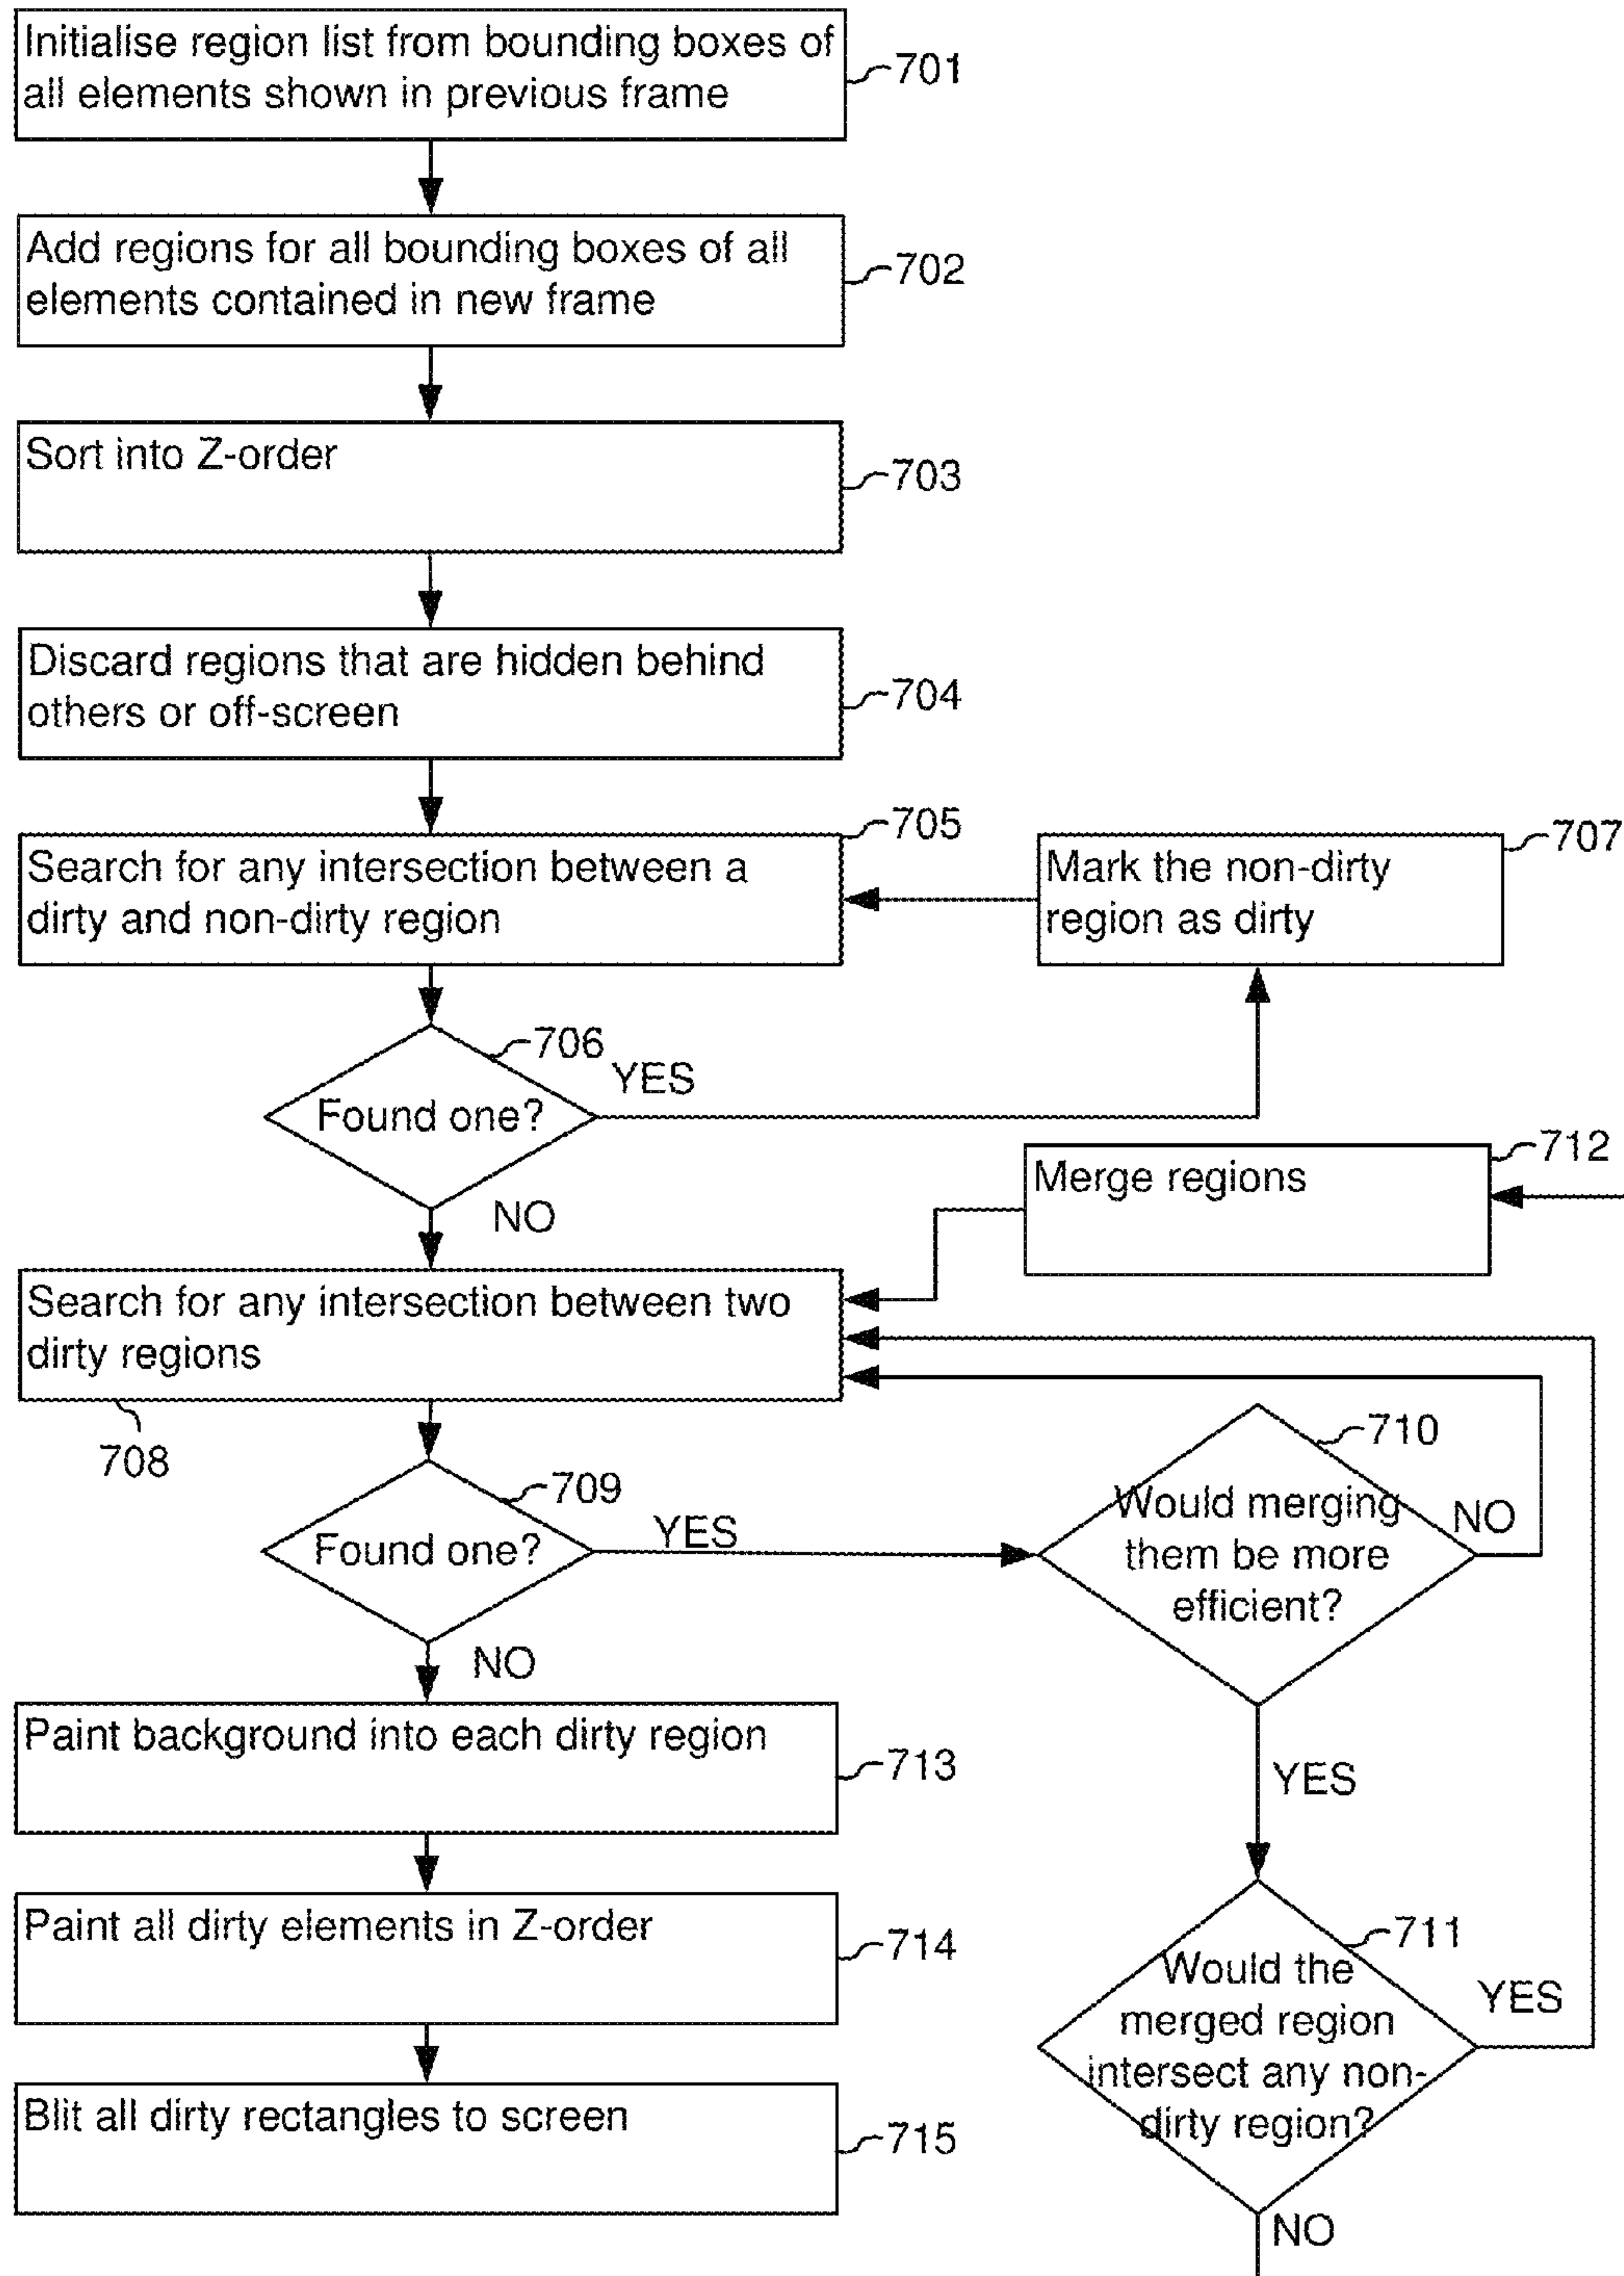 Initialise region list from bounding boxes of
all elements shown in previous frame
701
Add regions for all bounding boxes of all
elements contained in new frame
702
Sort into Z-order
703
Discard regions that are hidden behind
others or off-screen
704
Search for any intersection between a
dirty and non-dirty region
705
Mark the non-dirty
region as dirty
707
Found one?
706
YES
NO
Merge regions
712
Search for any intersection between two
dirty regions
708
Found one?
709
YES
NO
Would merging
them be more
efficient?
710
NO
YES
Paint background into each dirty region
713
Paint all dirty elements in Z-order
714
Would the
merged region
intersect any non-
dirty region?
711
YES
NO
Blit all dirty rectangles to screen
715